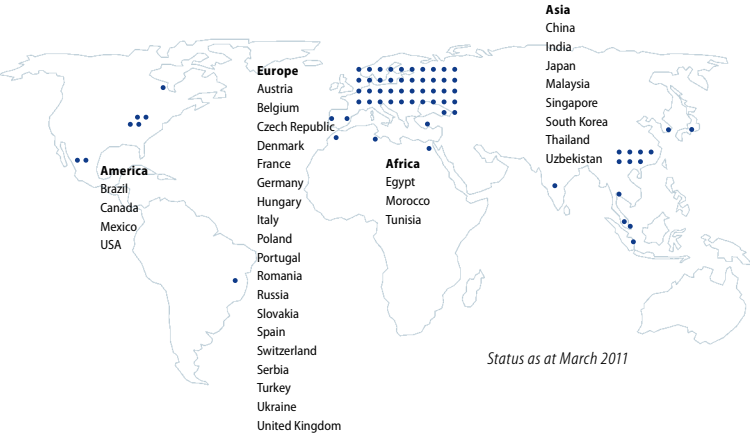 Asia
China
India
Japan
Malaysia
Singapore
South Korea
Thailand
Uzbekistan
Europe
Austria
Belgium
Czech Republic
Denmark
France
Germany
Hungary
Italy
Poland
Portugal
Romania
Russia
Slovakia
Spain
Switzerland
Serbia
Turkey
Ukraine
United Kingdom
Africa
Egypt
Morocco
Tunisia
America
Brazil
Canada
Mexico
USA
Status as at March 2011